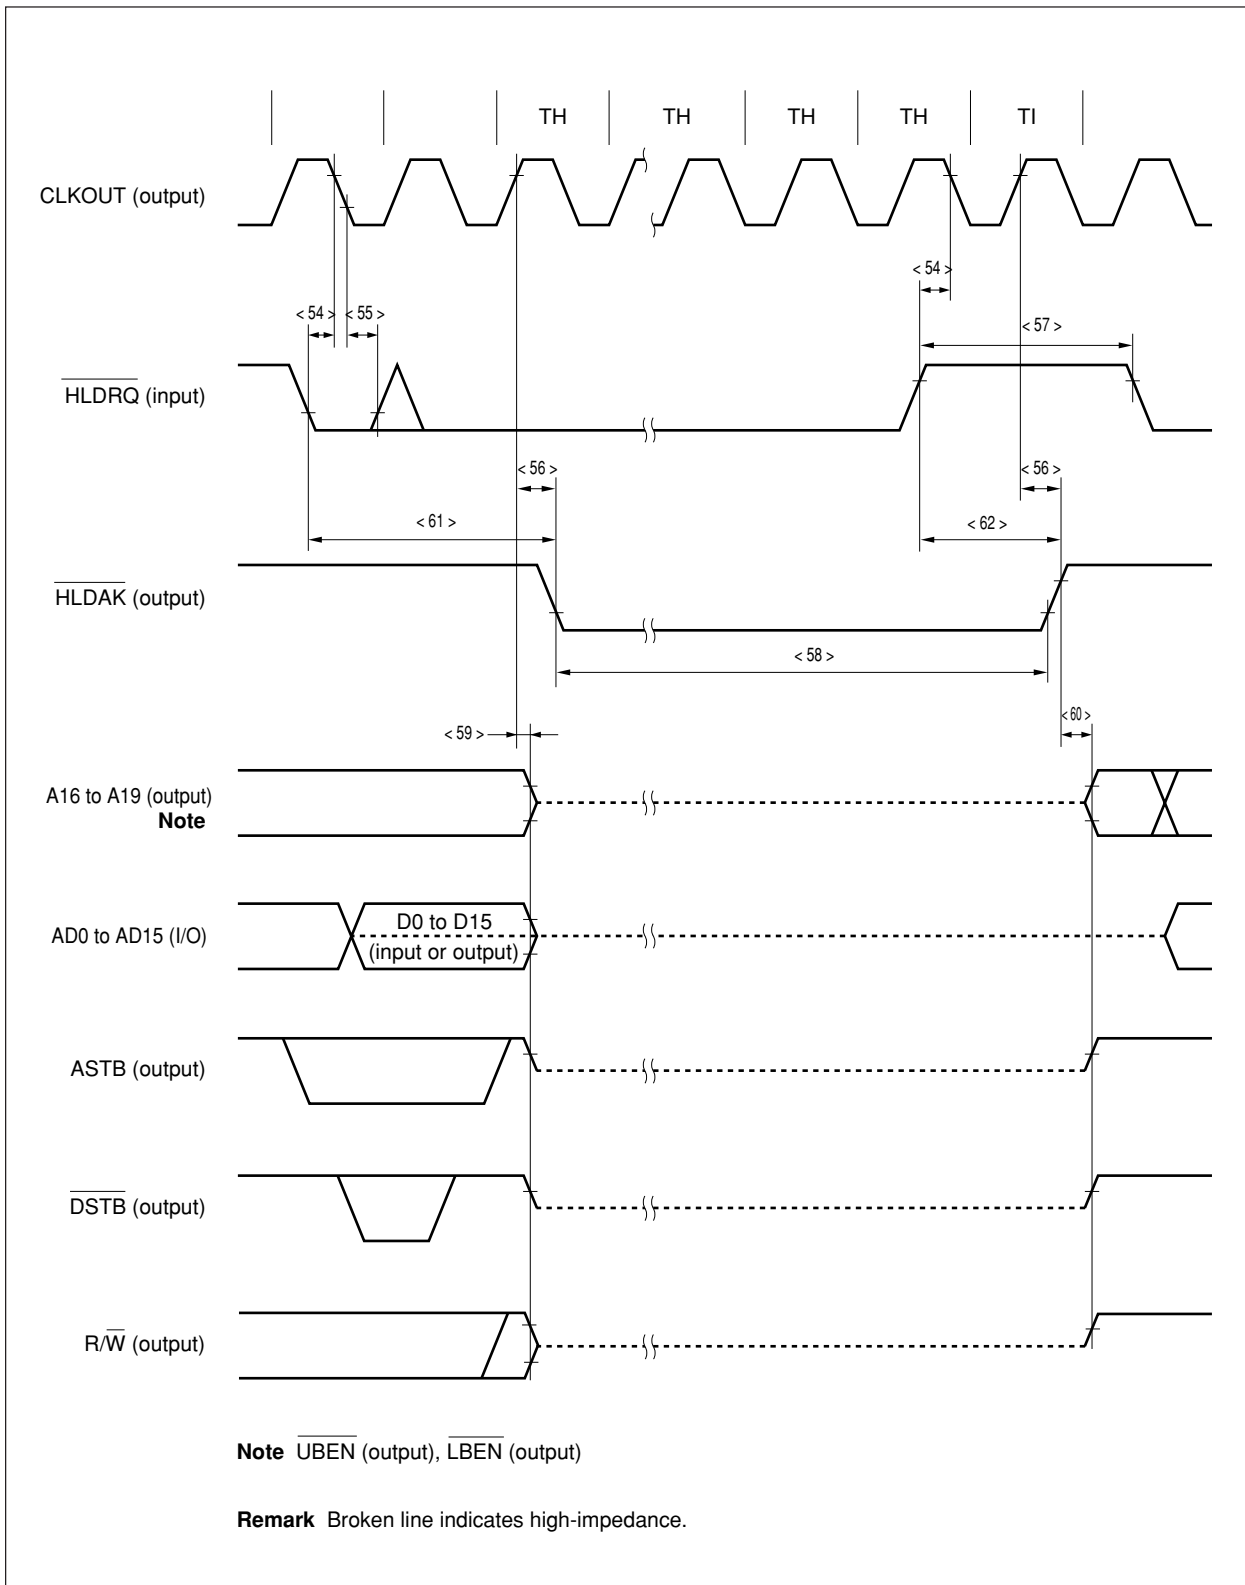 TH TH TH TH TI
CLKOUT (output)
< 54 >
< 54 > < 55 >
< 57 >
HLDRQ (input)
< 56 > < 56 >
< 61 > < 62 >
HLDAK (output)
< 58 >
< 60 >
< 59 >
A16 to A19 (output)
Note
D0 to D15
AD0 to AD15 (I/O)
(input or output)
ASTB (output)
DSTB (output)
R/W (output)
Note UBEN (output), LBEN (output)
Remark Broken line indicates high-impedance.